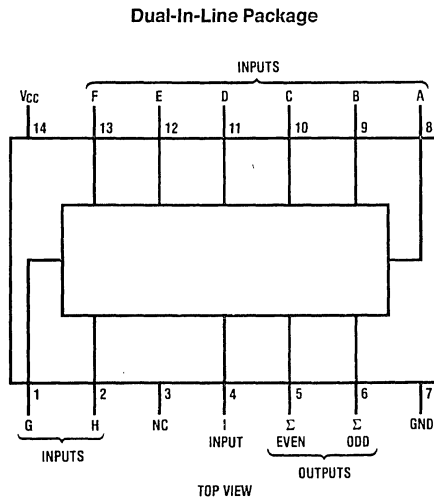 Dual-In-Line Package
INPUTS
VCC F E D C B A
14 13 12 11 10 9 8
1 2 3 4 5 6 7
G H NC I Σ Σ GND
INPUT EVEN ODD
INPUTS
OUTPUTS
TOP VIEW